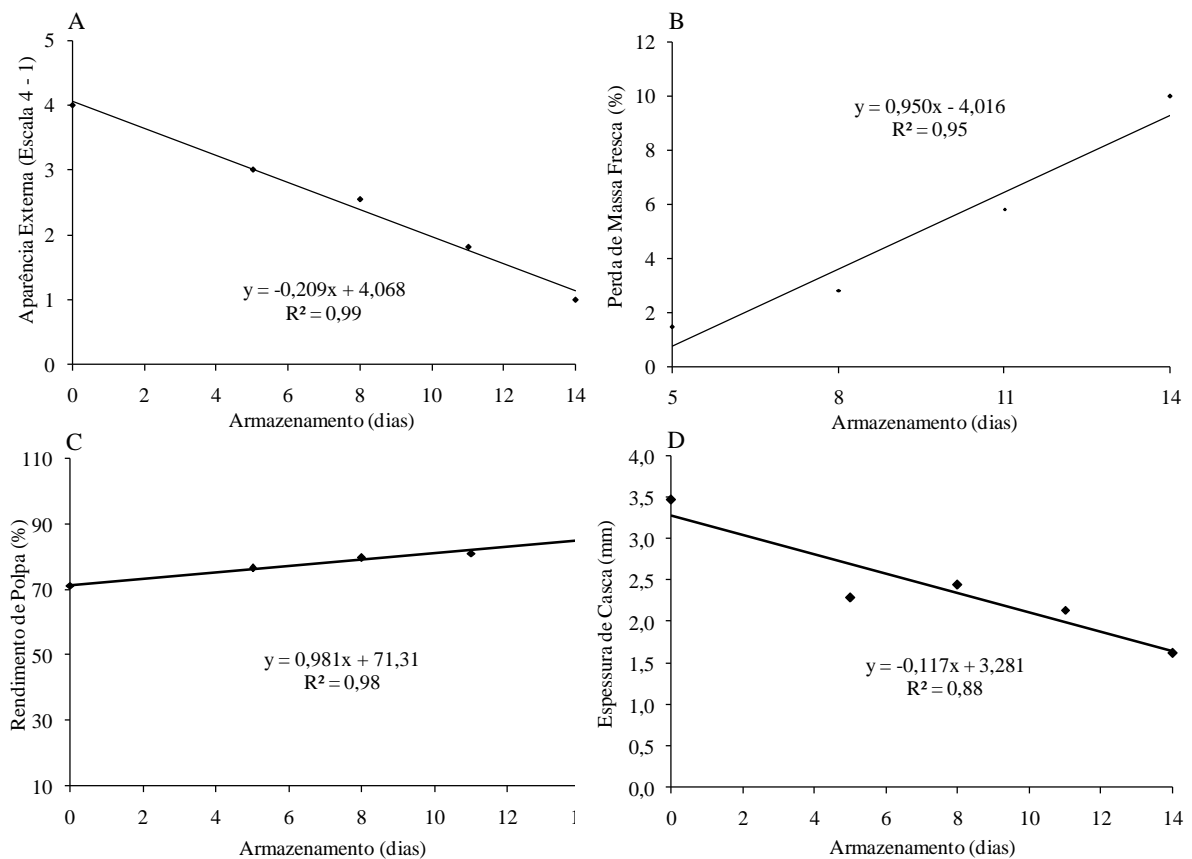 A
Aparência Externa (Escala 4 - 1)
5
4
3
2
1
0
y = -0,209x + 4,068
R² = 0,99
0 2 4 6 8 10 12 14
Armazenamento (dias)
B
Perda de Massa Fresca (%)
12
10
8
6
4
2
0
y = 0,950x - 4,016
R² = 0,95
5 8 11 14
Armazenamento (dias)
C
Rendimento de Polpa (%)
110
90
70
50
30
10
y = 0,981x + 71,31
R² = 0,98
0 2 4 6 8 10 12 1
Armazenamento (dias)
D
Espessura de Casca (mm)
4,0
3,5
3,0
2,5
2,0
1,5
1,0
0,5
0,0
y = -0,117x + 3,281
R² = 0,88
0 2 4 6 8 10 12 14
Armazenamento (dias)